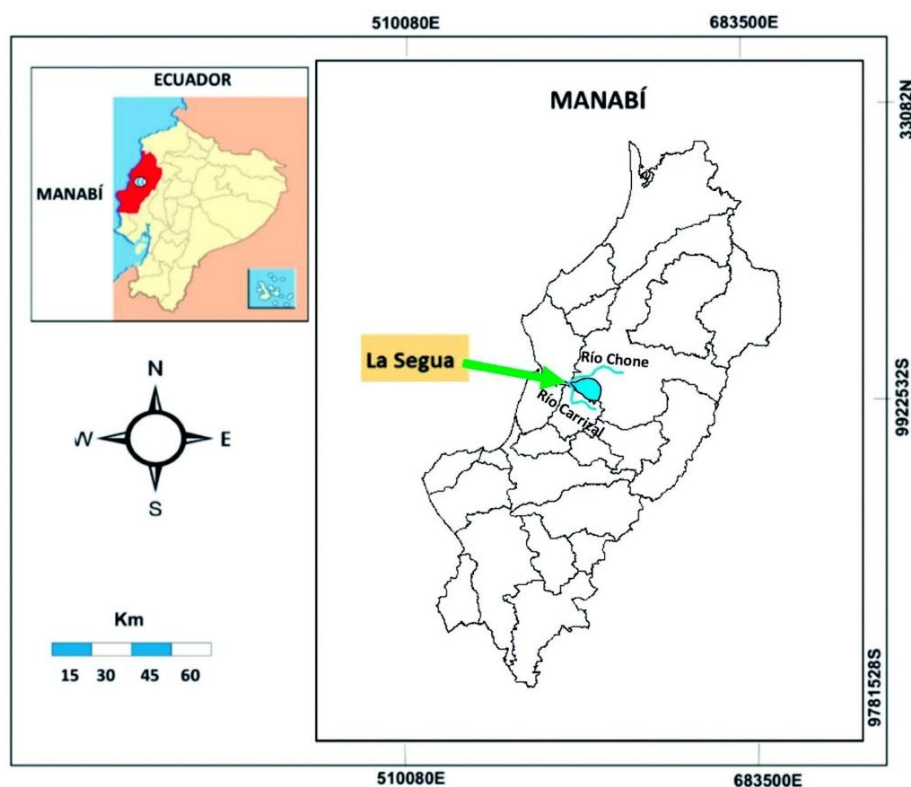 510080E
683500E
ECUADOR
MANABÍ
MANABÍ
33082N
La Segua
Río Chone
Río Carrizal
9922532S
N
W
E
S
Km
15 30 45 60
9781528S
510080E
683500E